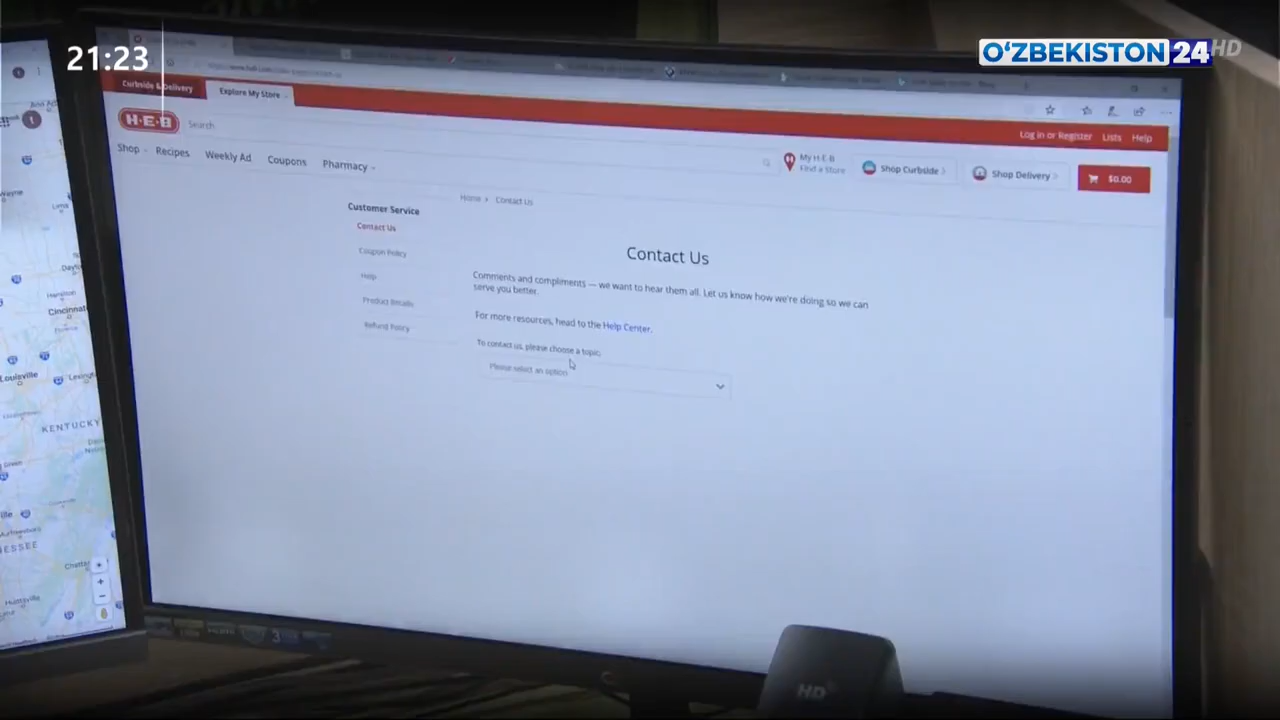 21:23
O‘ZBEKISTON 24 HD
Curbside & Delivery
Explore My Store
Log in or Register Lists Help
H-E-B
Search
My H-E-B
Find a Store
Shop Curbside
Shop Delivery
$0.00
Shop Recipes Weekly Ad Coupons Pharmacy
Home › Contact Us
Customer Service
Contact Us
Coupon Policy
Help
Product Recalls
Refund Policy
Contact Us
Comments and compliments — we want to hear them all. Let us know how we're doing so we can
serve you better.
For more resources, head to the Help Center.
To contact us, please choose a topic.
Please select an option
Cincinnati
Louisville
KENTUCKY
Huntsville
HD